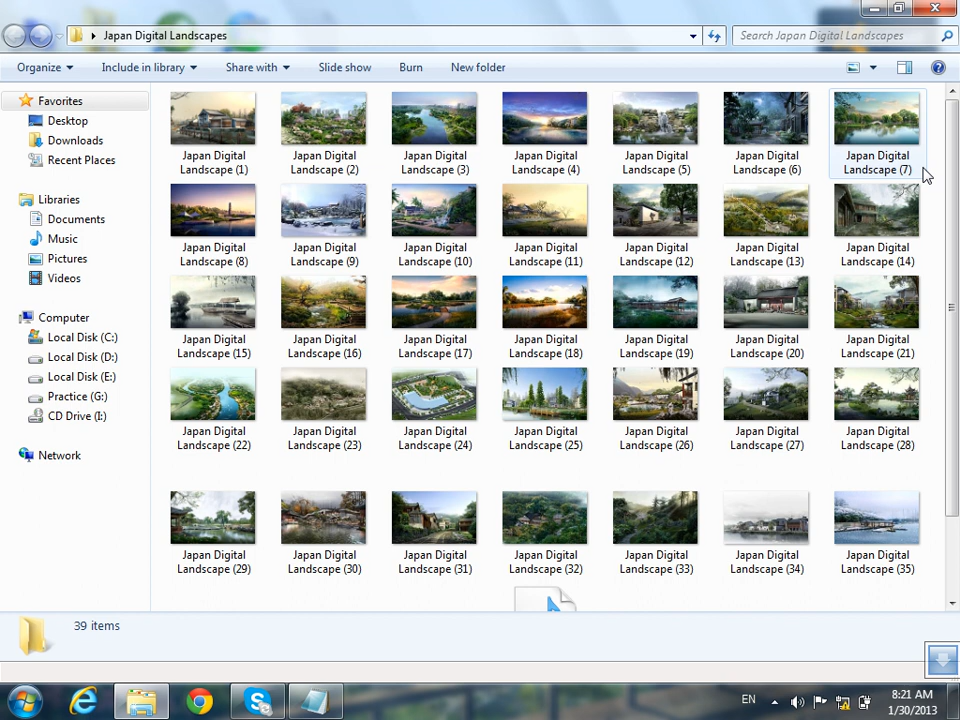 Japan Digital Landscapes
Search Japan Digital Landscapes
Organize Include in library Share with Slide show Burn New folder
Favorites
Desktop
Downloads
Recent Places
Libraries
Documents
Music
Pictures
Videos
Computer
Local Disk (C:)
Local Disk (D:)
Local Disk (E:)
Practice (G:)
CD Drive (I:)
Network
Japan Digital
Landscape (1)
Japan Digital
Landscape (2)
Japan Digital
Landscape (3)
Japan Digital
Landscape (4)
Japan Digital
Landscape (5)
Japan Digital
Landscape (6)
Japan Digital
Landscape (7)
Japan Digital
Landscape (8)
Japan Digital
Landscape (9)
Japan Digital
Landscape (10)
Japan Digital
Landscape (11)
Japan Digital
Landscape (12)
Japan Digital
Landscape (13)
Japan Digital
Landscape (14)
Japan Digital
Landscape (15)
Japan Digital
Landscape (16)
Japan Digital
Landscape (17)
Japan Digital
Landscape (18)
Japan Digital
Landscape (19)
Japan Digital
Landscape (20)
Japan Digital
Landscape (21)
Japan Digital
Landscape (22)
Japan Digital
Landscape (23)
Japan Digital
Landscape (24)
Japan Digital
Landscape (25)
Japan Digital
Landscape (26)
Japan Digital
Landscape (27)
Japan Digital
Landscape (28)
Japan Digital
Landscape (29)
Japan Digital
Landscape (30)
Japan Digital
Landscape (31)
Japan Digital
Landscape (32)
Japan Digital
Landscape (33)
Japan Digital
Landscape (34)
Japan Digital
Landscape (35)
39 items
EN
8:21 AM
1/30/2013